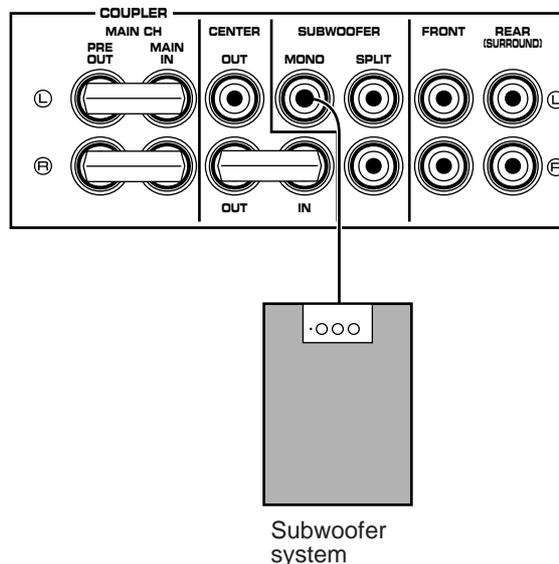 COUPLER
MAIN CH CENTER SUBWOOFER FRONT REAR
(SURROUND)
PRE OUT MAIN IN OUT MONO SPLIT
L L
R R
OUT IN
Subwoofer
system